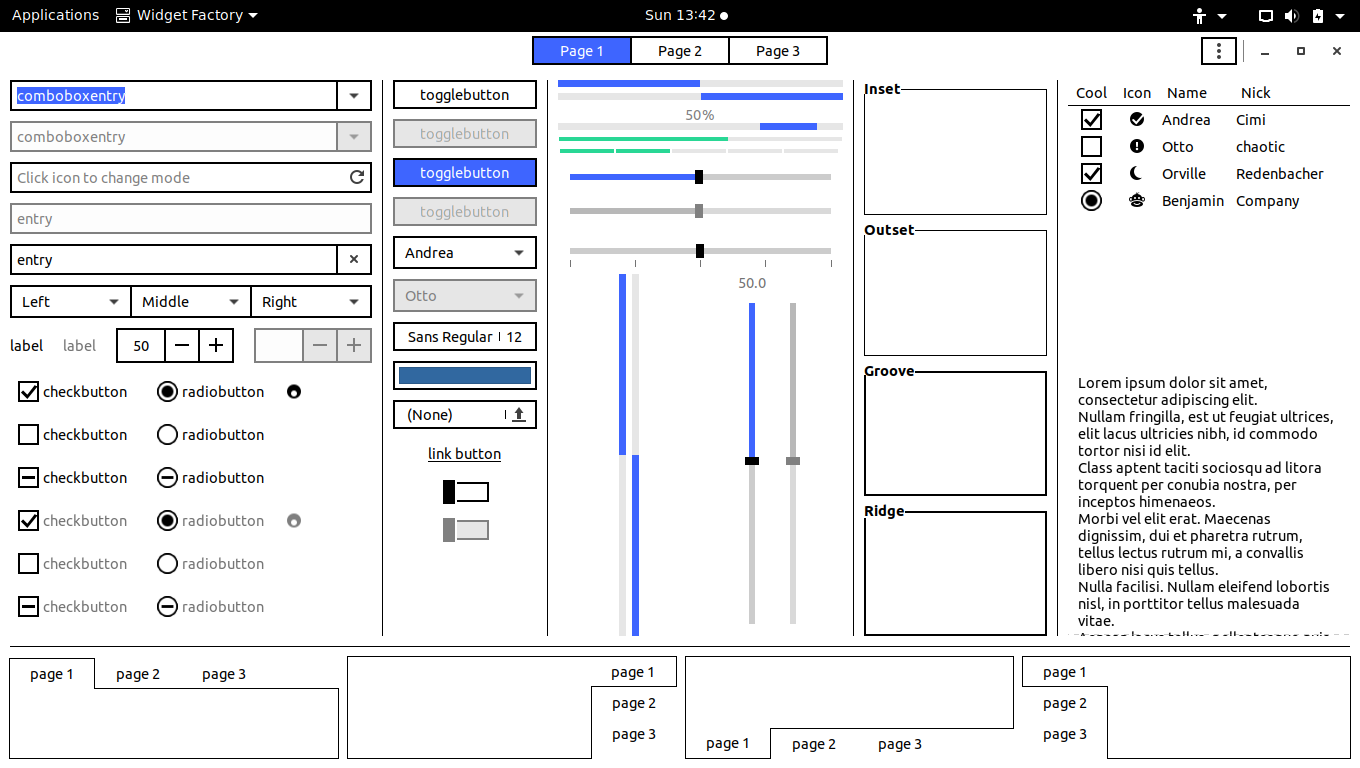 Applications Widget Factory Sun 13:42
Page 1 Page 2 Page 3
comboboxentry
comboboxentry
Click icon to change mode
entry
entry
Left Middle Right
label label 50
checkbutton radiobutton
checkbutton radiobutton
checkbutton radiobutton
checkbutton radiobutton
checkbutton radiobutton
checkbutton radiobutton
togglebutton
togglebutton
togglebutton
togglebutton
Andrea
Otto
Sans Regular 12
(None)
link button
50%
50.0
Inset
Outset
Groove
Ridge
Cool Icon Name Nick
Andrea Cimi
Otto chaotic
Orville Redenbacher
Benjamin Company
Lorem ipsum dolor sit amet,
consectetur adipiscing elit.
Nullam fringilla, est ut feugiat ultrices,
elit lacus ultricies nibh, id commodo
tortor nisi id elit.
Class aptent taciti sociosqu ad litora
torquent per conubia nostra, per
inceptos himenaeos.
Morbi vel elit erat. Maecenas
dignissim, dui et pharetra rutrum,
tellus lectus rutrum mi, a convallis
libero nisi quis tellus.
Nulla facilisi. Nullam eleifend lobortis
nisl, in porttitor tellus malesuada
vitae.
page 1 page 2 page 3
page 1
page 2
page 3
page 1 page 2 page 3
page 1
page 2
page 3